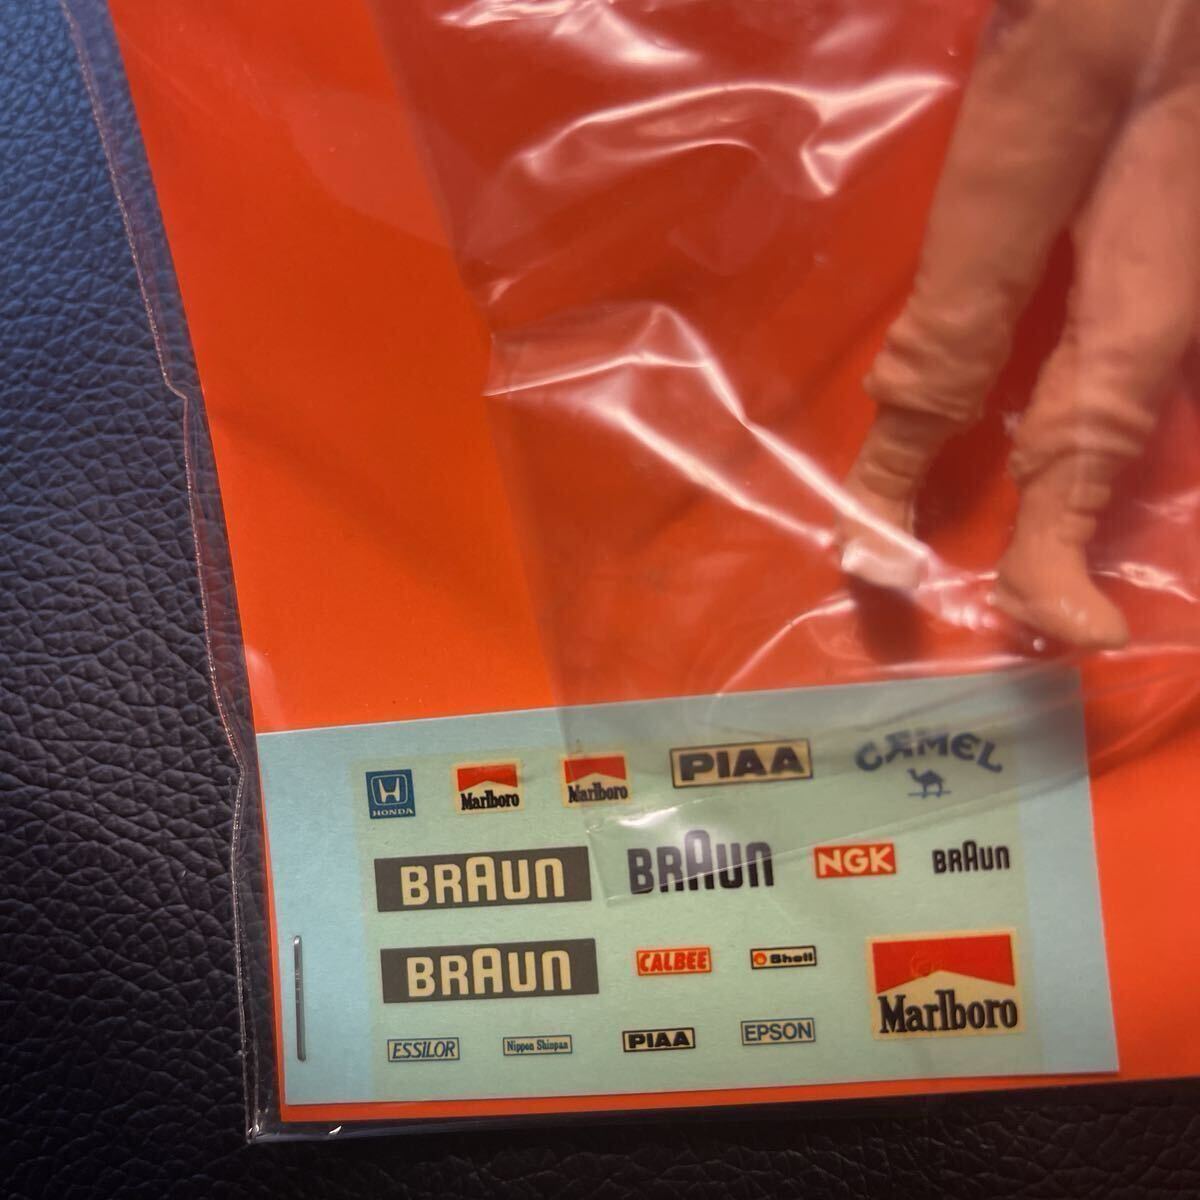 HONDA
Marlboro
Marlboro
PIAA
CAMEL
BRAUN
BRAUN
NGK
BRAUN
BRAUN
CALBEE
Shell
Marlboro
ESSILOR
Nippon Shinpan
PIAA
EPSON